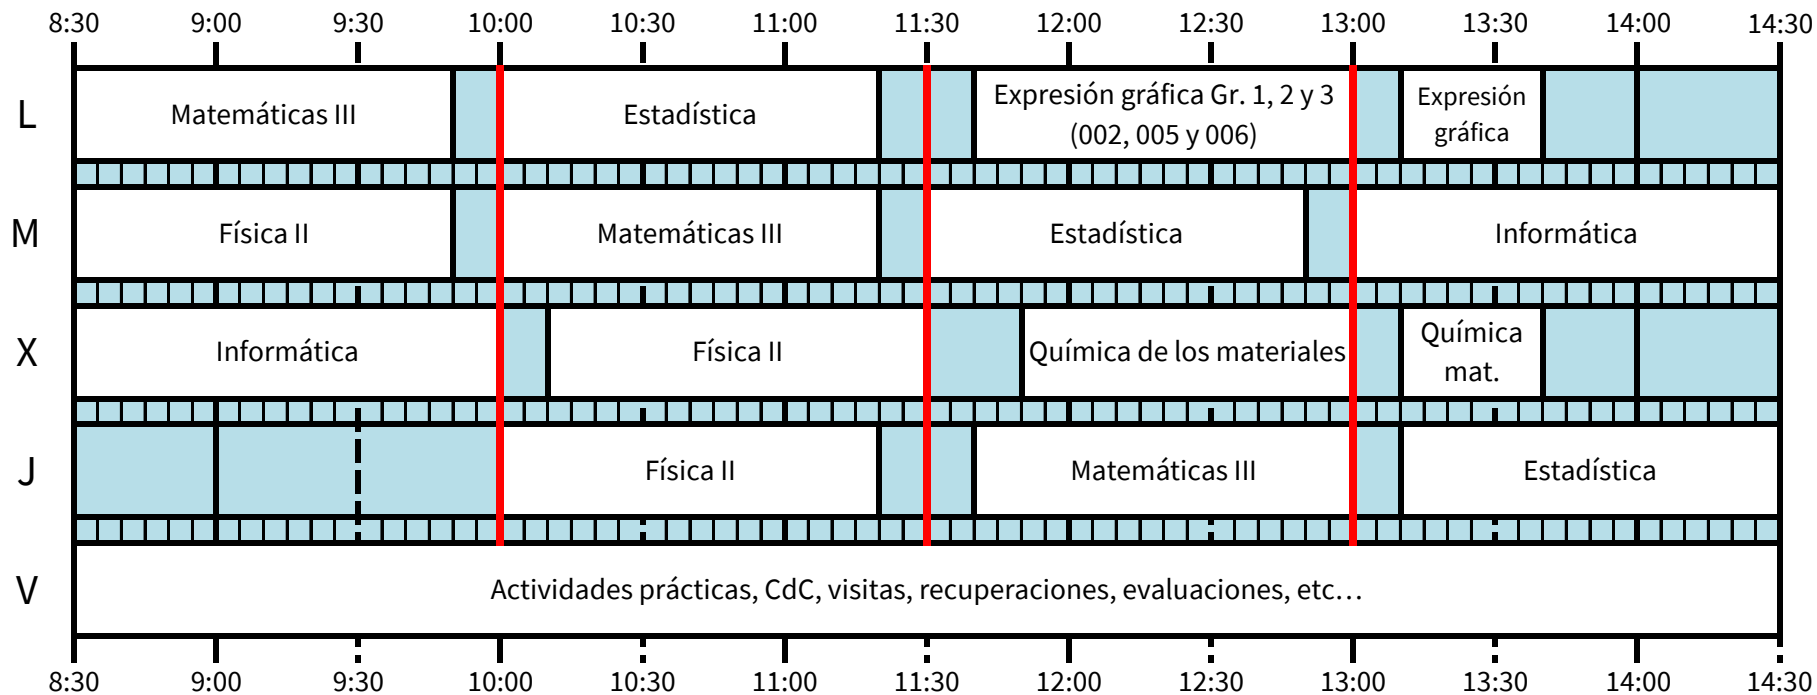 8:30 9:00 9:30 10:00 10:30 11:00 11:30 12:00 12:30 13:00 13:30 14:00 14:30
L
Matemáticas III
Estadística
Expresión gráfica Gr. 1, 2 y 3
(002, 005 y 006)
Expresión
gráfica
M
Física II
Matemáticas III
Estadística
Informática
X
Informática
Física II
Química de los materiales
Química
mat.
J
Física II
Matemáticas III
Estadística
V
Actividades prácticas, CdC, visitas, recuperaciones, evaluaciones, etc…
8:30 9:00 9:30 10:00 10:30 11:00 11:30 12:00 12:30 13:00 13:30 14:00 14:30